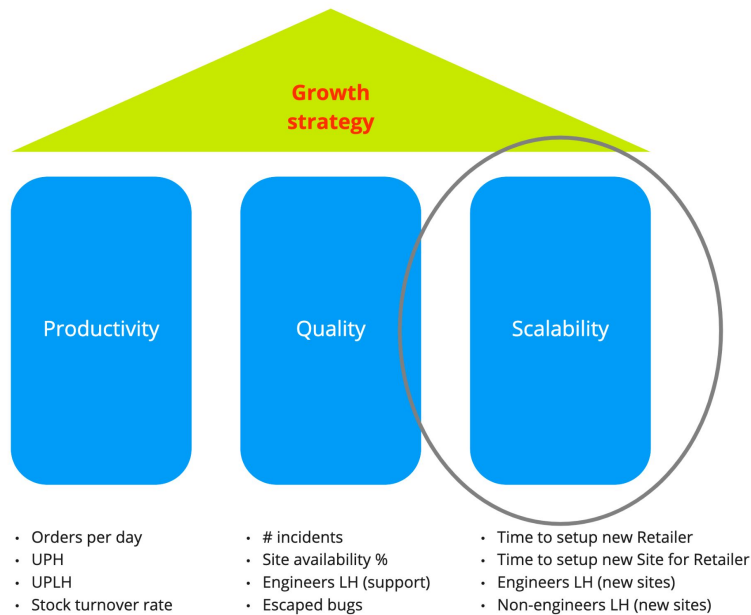 Growth
strategy
Productivity
Quality
Scalability
• Orders per day
• UPH
• UPLH
• Stock turnover rate
• # incidents
• Site availability %
• Engineers LH (support)
• Escaped bugs
• Time to setup new Retailer
• Time to setup new Site for Retailer
• Engineers LH (new sites)
• Non-engineers LH (new sites)